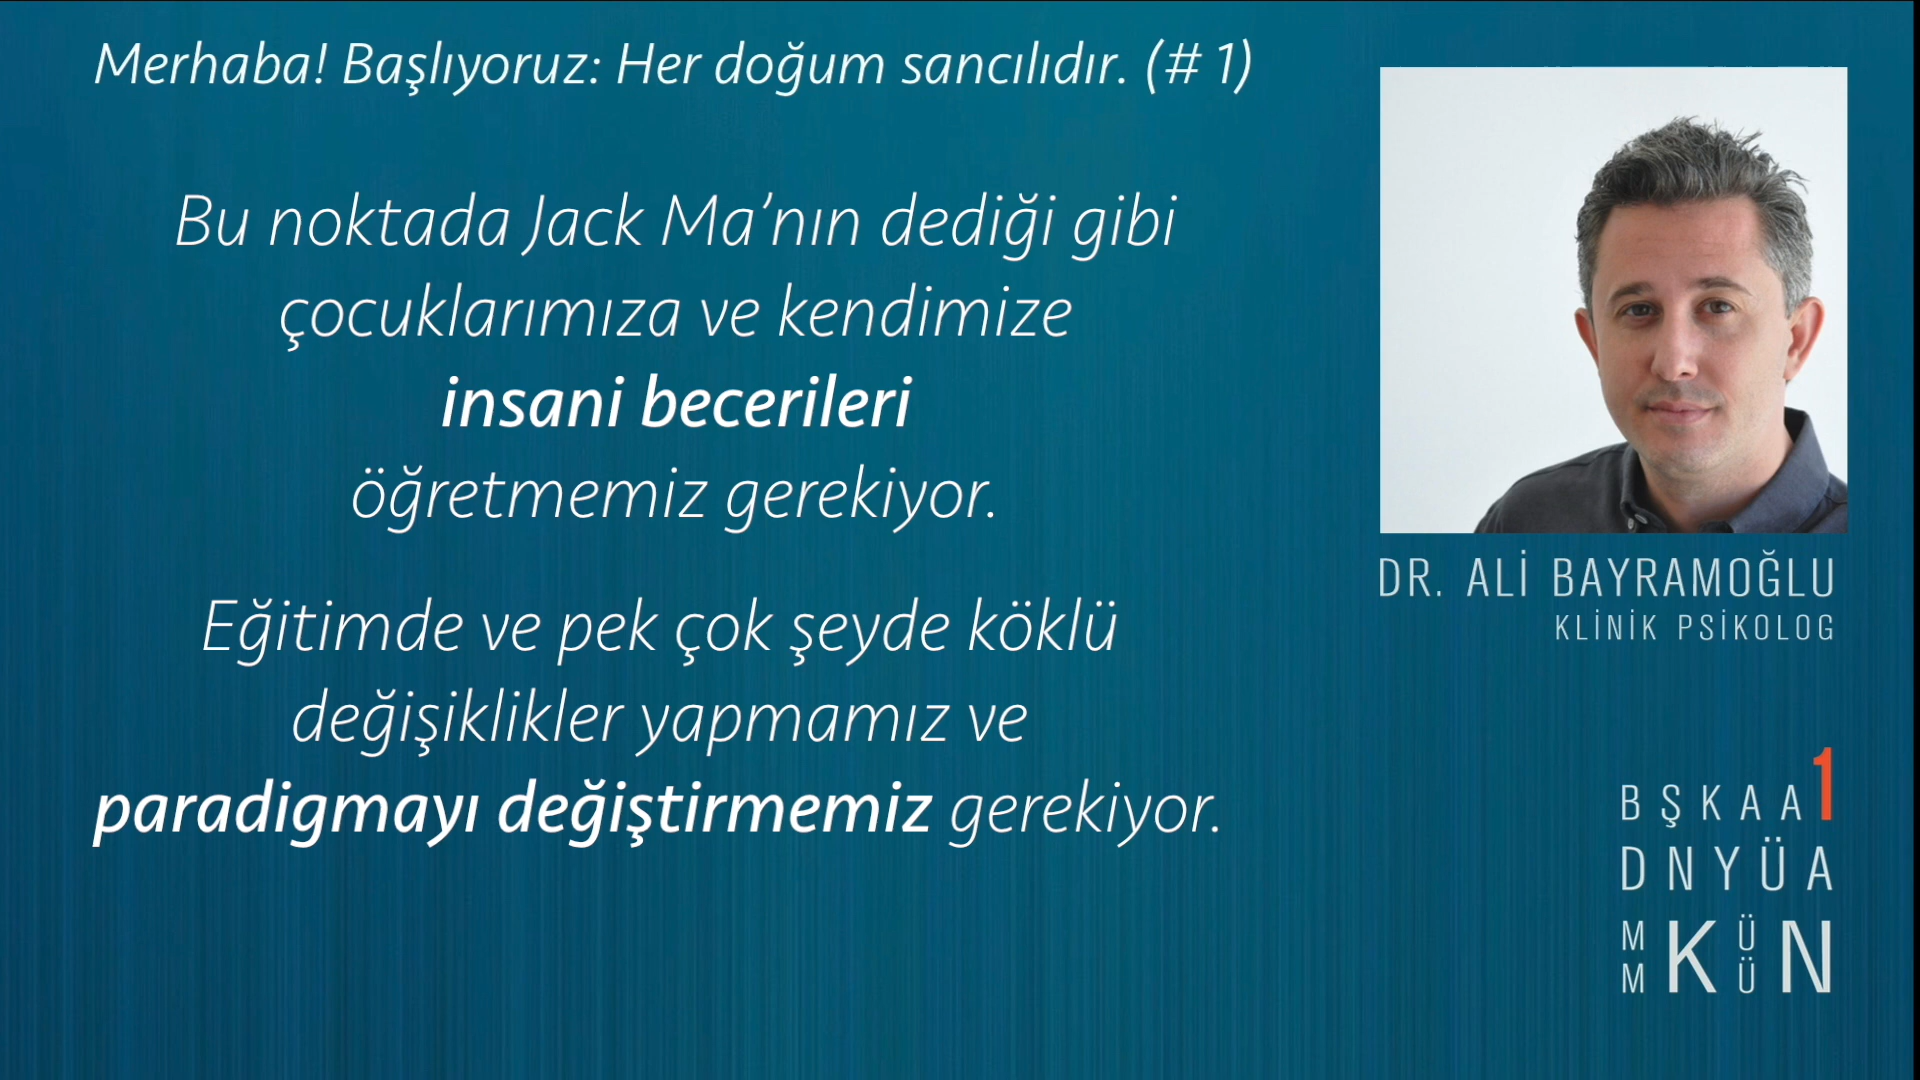 Merhaba! Başlıyoruz: Her doğum sancılıdır. (# 1)
Bu noktada Jack Ma’nın dediği gibi
çocuklarımıza ve kendimize
insani becerileri
öğretmemiz gerekiyor.
Eğitimde ve pek çok şeyde köklü
değişiklikler yapmamız ve
paradigmayı değiştirmemiz gerekiyor.
DR. ALİ BAYRAMOĞLU
KLİNİK PSİKOLOG
BŞKAA1
DNYÜA
MMKÜÜN